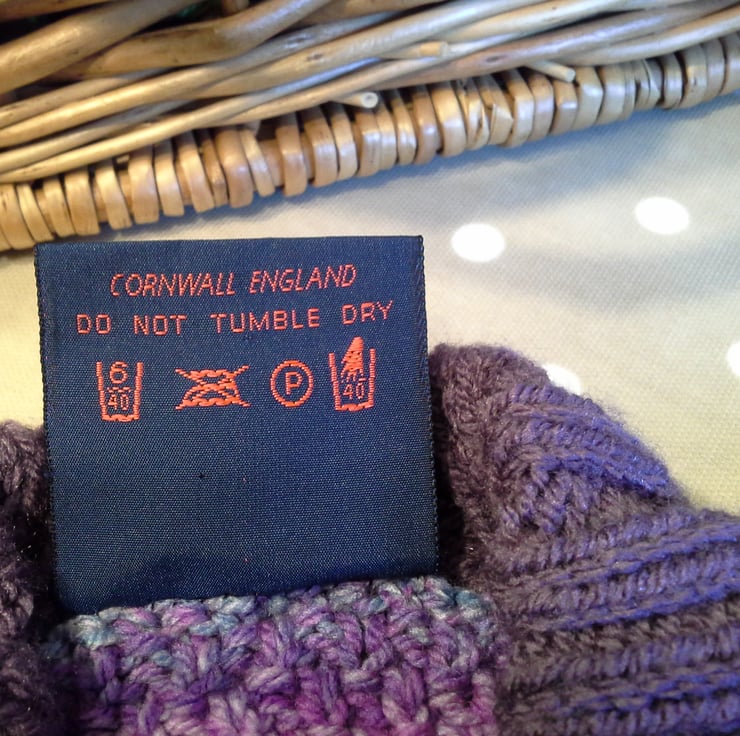 CORNWALL ENGLAND
DO NOT TUMBLE DRY
6 40 P 40